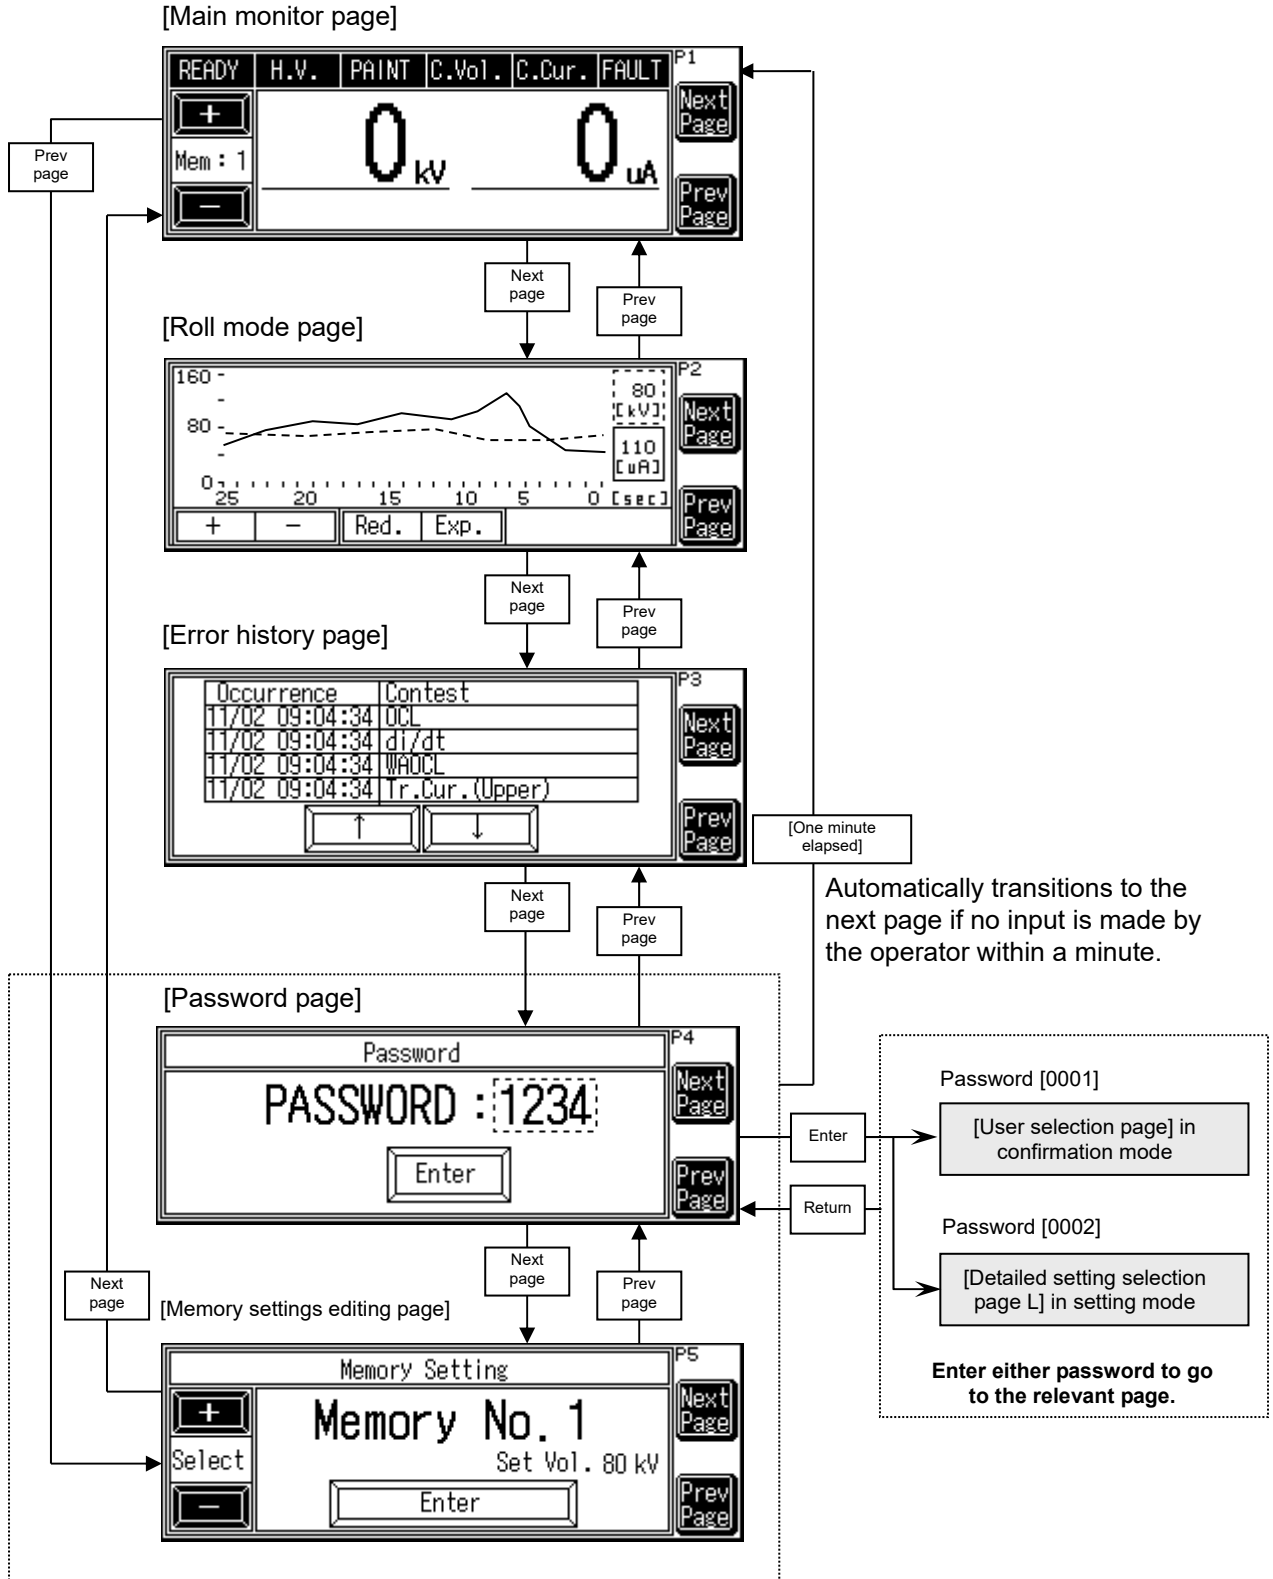 [Main monitor page]
READY H.V. PAINT C.Vol. C.Cur. FAULT P1
+
Mem: 1
−
0 kV 0 uA
Next
Page
Prev
Page
Prev
page
Next
page
Prev
page
[Roll mode page]
P2
160
80
0
25 20 15 10 5 0 [sec]
80
[kV]
110
[uA]
+ − Red. Exp.
Next
Page
Prev
Page
Next
page
Prev
page
[Error history page]
P3
Occurrence Contest
11/02 09:04:34 OCL
11/02 09:04:34 di/dt
11/02 09:04:34 WAOCL
11/02 09:04:34 Tr.Cur.(Upper)
↑ ↓
Next
Page
Prev
Page
[One minute
elapsed]
Automatically transitions to the
next page if no input is made by
the operator within a minute.
Next
page
Prev
page
[Password page]
P4
Password
PASSWORD :1234
Enter
Next
Page
Prev
Page
Enter
Return
Password [0001]
[User selection page] in
confirmation mode
Password [0002]
[Detailed setting selection
page L] in setting mode
Enter either password to go
to the relevant page.
Next
page
Prev
page
Next
page
[Memory settings editing page]
P5
Memory Setting
+
Select
−
Memory No. 1
Set Vol. 80 kV
Enter
Next
Page
Prev
Page